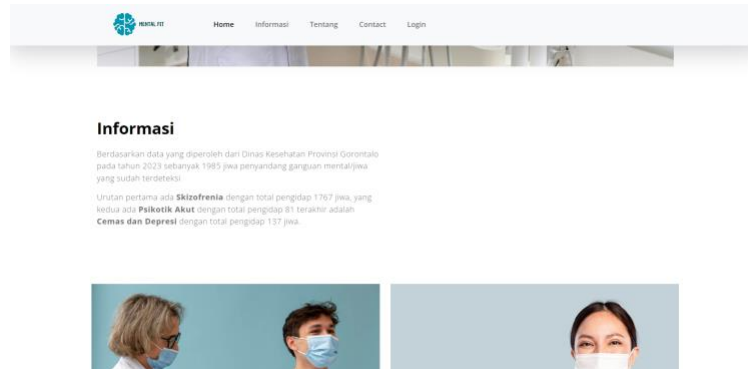 MENTAL FIT
Home Informasi Tentang Contact Login
Informasi
Berdasarkan data yang diperoleh dari Dinas Kesehatan Provinsi Gorontalo
pada tahun 2023 sebanyak 1985 jiwa penyandang ganguan mental/jiwa
yang sudah terdeteksi
Urutan pertama ada Skizofrenia dengan total pengidap 1767 jiwa, yang
kedua ada Psikotik Akut dengan total pengidap 81 terakhir adalah
Cemas dan Depresi dengan total pengidap 137 jiwa.